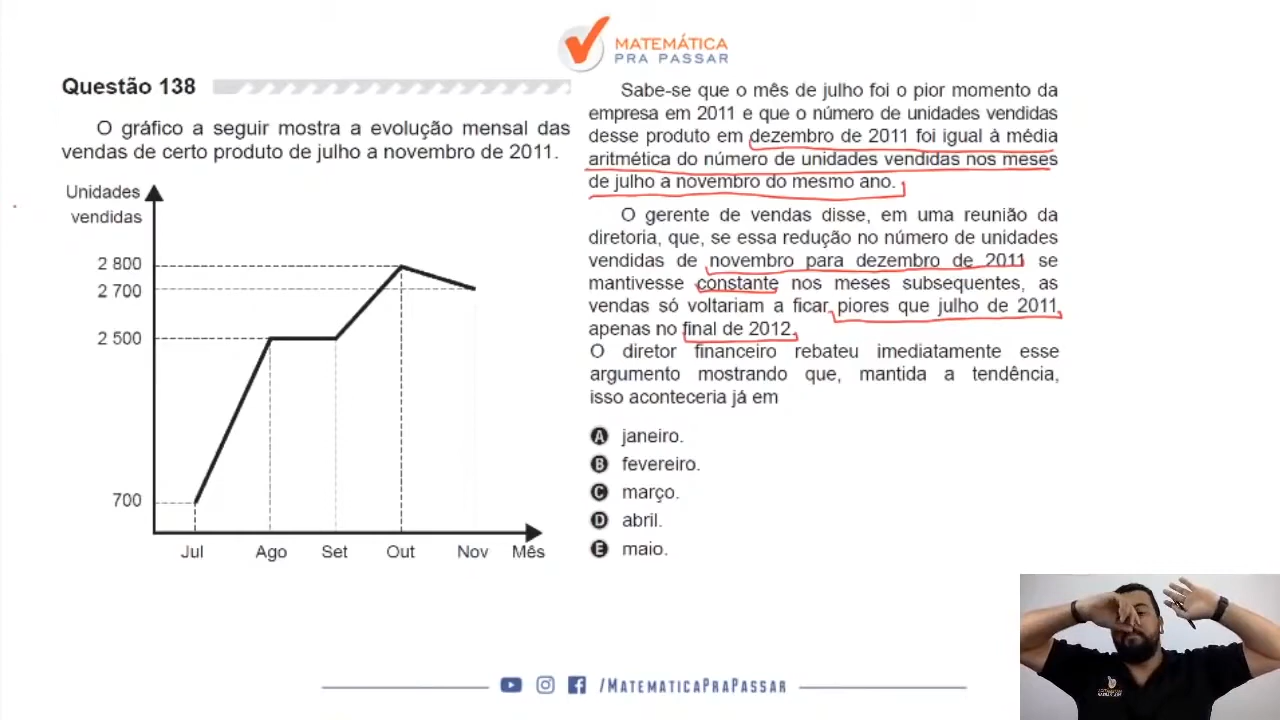 MATEMÁTICA
PRA PASSAR
Questão 138
O gráfico a seguir mostra a evolução mensal das
vendas de certo produto de julho a novembro de 2011.
Unidades
vendidas
2 800
2 700
2 500
700
Jul Ago Set Out Nov Mês
Sabe-se que o mês de julho foi o pior momento da
empresa em 2011 e que o número de unidades vendidas
desse produto em dezembro de 2011 foi igual à média
aritmética do número de unidades vendidas nos meses
de julho a novembro do mesmo ano.
O gerente de vendas disse, em uma reunião da
diretoria, que, se essa redução no número de unidades
vendidas de novembro para dezembro de 2011 se
mantivesse constante nos meses subsequentes, as
vendas só voltariam a ficar piores que julho de 2011
apenas no final de 2012.
O diretor financeiro rebateu imediatamente esse
argumento mostrando que, mantida a tendência,
isso aconteceria já em
A janeiro.
B fevereiro.
C março.
D abril.
E maio.
/MATEMATICAPRAPASSAR